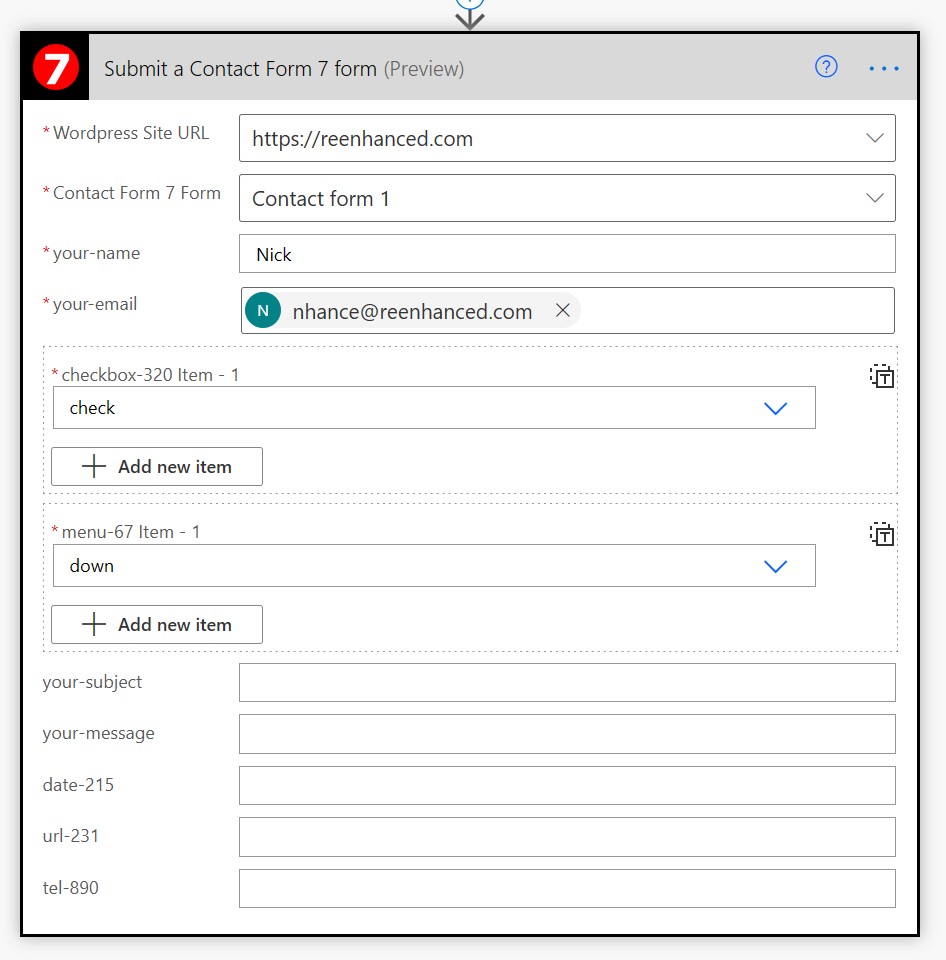 7 Submit a Contact Form 7 form (Preview) ?
* Wordpress Site URL https://reenhanced.com
* Contact Form 7 Form Contact form 1
* your-name Nick
* your-email N nhance@reenhanced.com
* checkbox-320 Item - 1
T
check
Add new item
* menu-67 Item - 1
T
down
Add new item
your-subject
your-message
date-215
url-231
tel-890